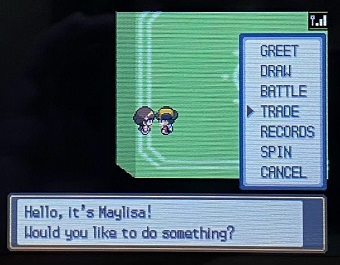 GREET
DRAW
BATTLE
TRADE
RECORDS
SPIN
CANCEL
Hello, it's Maylisa!
Would you like to do something?